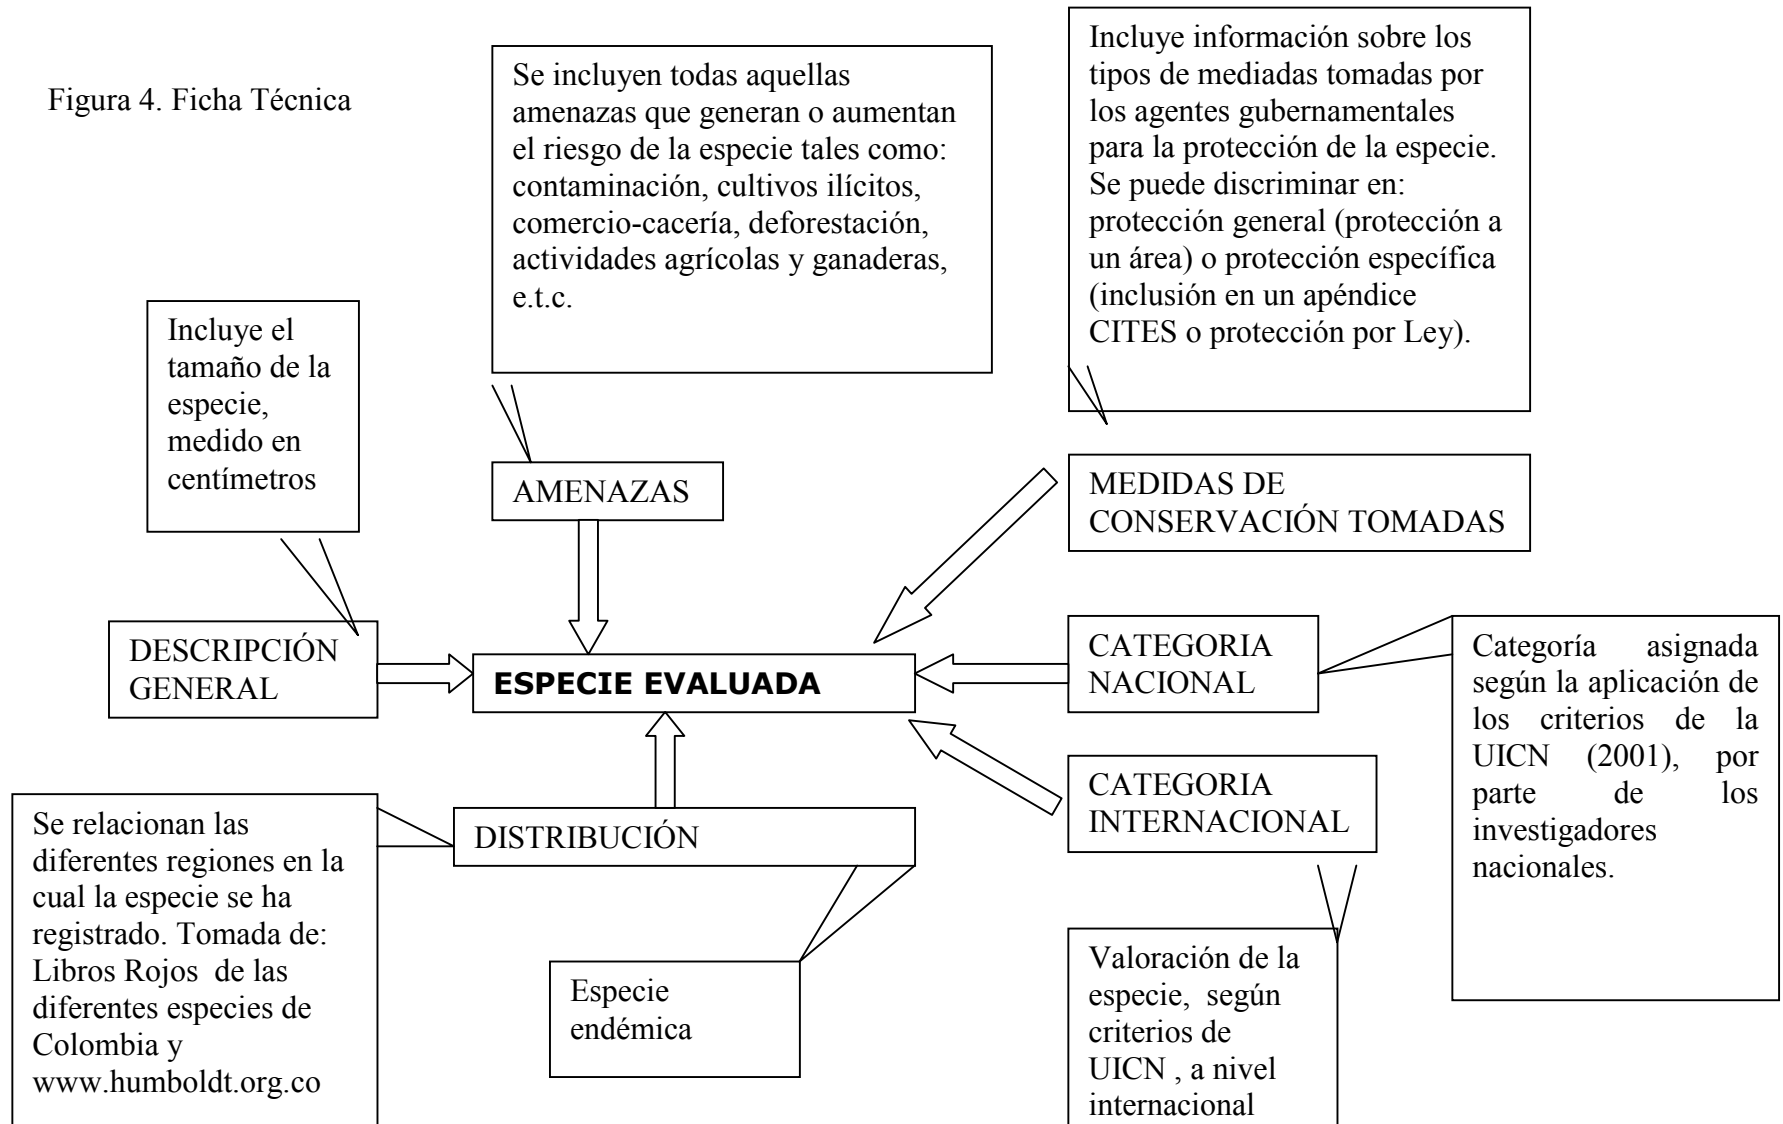 Figura 4. Ficha Técnica
Se incluyen todas aquellas
amenazas que generan o aumentan
el riesgo de la especie tales como:
contaminación, cultivos ilícitos,
comercio-cacería, deforestación,
actividades agrícolas y ganaderas,
e.t.c.
Incluye información sobre los
tipos de mediadas tomadas por
los agentes gubernamentales
para la protección de la especie.
Se puede discriminar en:
protección general (protección a
un área) o protección específica
(inclusión en un apéndice
CITES o protección por Ley).
Incluye el
tamaño de la
especie,
medido en
centímetros
AMENAZAS
MEDIDAS DE
CONSERVACIÓN TOMADAS
DESCRIPCIÓN
GENERAL
ESPECIE EVALUADA
CATEGORIA
NACIONAL
Categoría asignada
según la aplicación de
los criterios de la
UICN (2001), por
parte de los
investigadores
nacionales.
CATEGORIA
INTERNACIONAL
DISTRIBUCIÓN
Se relacionan las
diferentes regiones en la
cual la especie se ha
registrado. Tomada de:
Libros Rojos  de las
diferentes especies de
Colombia y
www.humboldt.org.co
Especie
endémica
Valoración de la
especie,  según
criterios de
UICN , a nivel
internacional